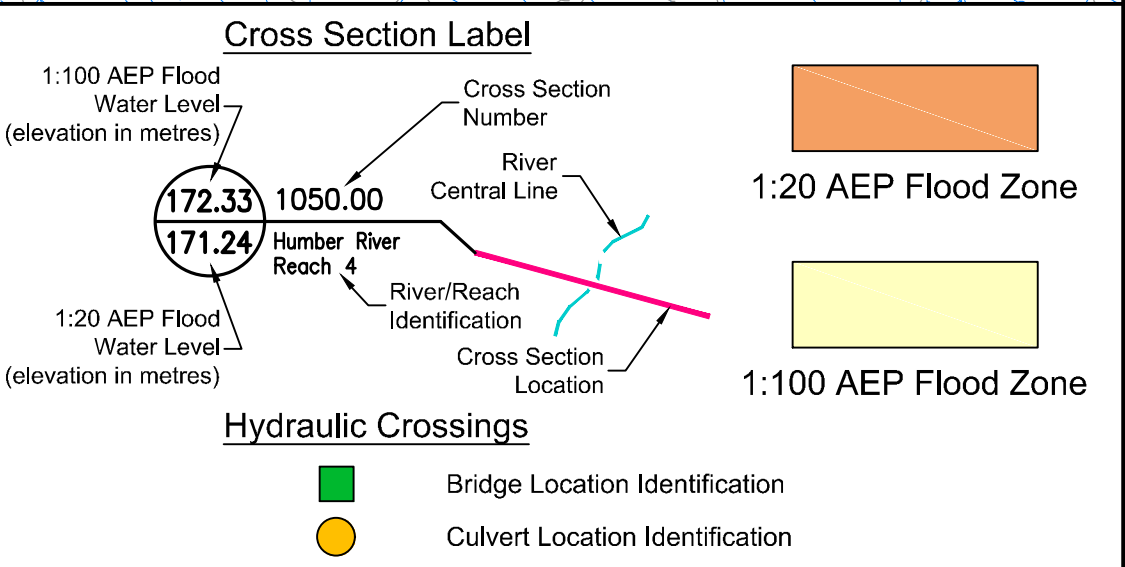 Cross Section Label
1:100 AEP Flood
Water Level
(elevation in metres)
Cross Section
Number
172.33
1050.00
171.24
Humber River
Reach 4
River
Central Line
River/Reach
Identification
1:20 AEP Flood
Water Level
(elevation in metres)
Cross Section
Location
1:20 AEP Flood Zone
1:100 AEP Flood Zone
Hydraulic Crossings
Bridge Location Identification
Culvert Location Identification